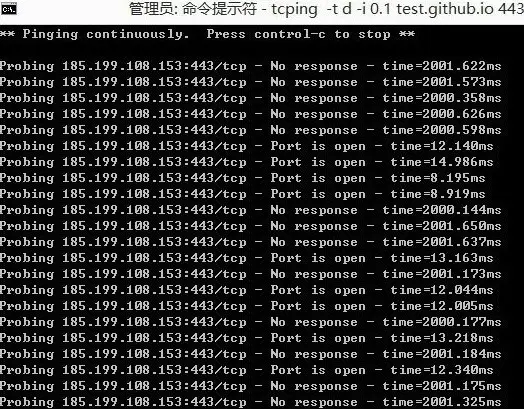 管理员: 命令提示符 - tcping -t d -i 0.1 test.github.io 443
** Pinging continuously. Press control-c to stop **
Probing 185.199.108.153:443/tcp - No response - time=2001.622ms
Probing 185.199.108.153:443/tcp - No response - time=2001.573ms
Probing 185.199.108.153:443/tcp - No response - time=2000.358ms
Probing 185.199.108.153:443/tcp - No response - time=2000.626ms
Probing 185.199.108.153:443/tcp - No response - time=2000.598ms
Probing 185.199.108.153:443/tcp - Port is open - time=12.140ms
Probing 185.199.108.153:443/tcp - Port is open - time=14.986ms
Probing 185.199.108.153:443/tcp - Port is open - time=8.195ms
Probing 185.199.108.153:443/tcp - Port is open - time=8.919ms
Probing 185.199.108.153:443/tcp - No response - time=2000.144ms
Probing 185.199.108.153:443/tcp - No response - time=2001.650ms
Probing 185.199.108.153:443/tcp - No response - time=2001.637ms
Probing 185.199.108.153:443/tcp - Port is open - time=13.163ms
Probing 185.199.108.153:443/tcp - No response - time=2001.173ms
Probing 185.199.108.153:443/tcp - Port is open - time=12.044ms
Probing 185.199.108.153:443/tcp - Port is open - time=12.005ms
Probing 185.199.108.153:443/tcp - No response - time=2000.177ms
Probing 185.199.108.153:443/tcp - Port is open - time=13.218ms
Probing 185.199.108.153:443/tcp - No response - time=2001.184ms
Probing 185.199.108.153:443/tcp - Port is open - time=12.340ms
Probing 185.199.108.153:443/tcp - No response - time=2001.175ms
Probing 185.199.108.153:443/tcp - No response - time=2001.325ms